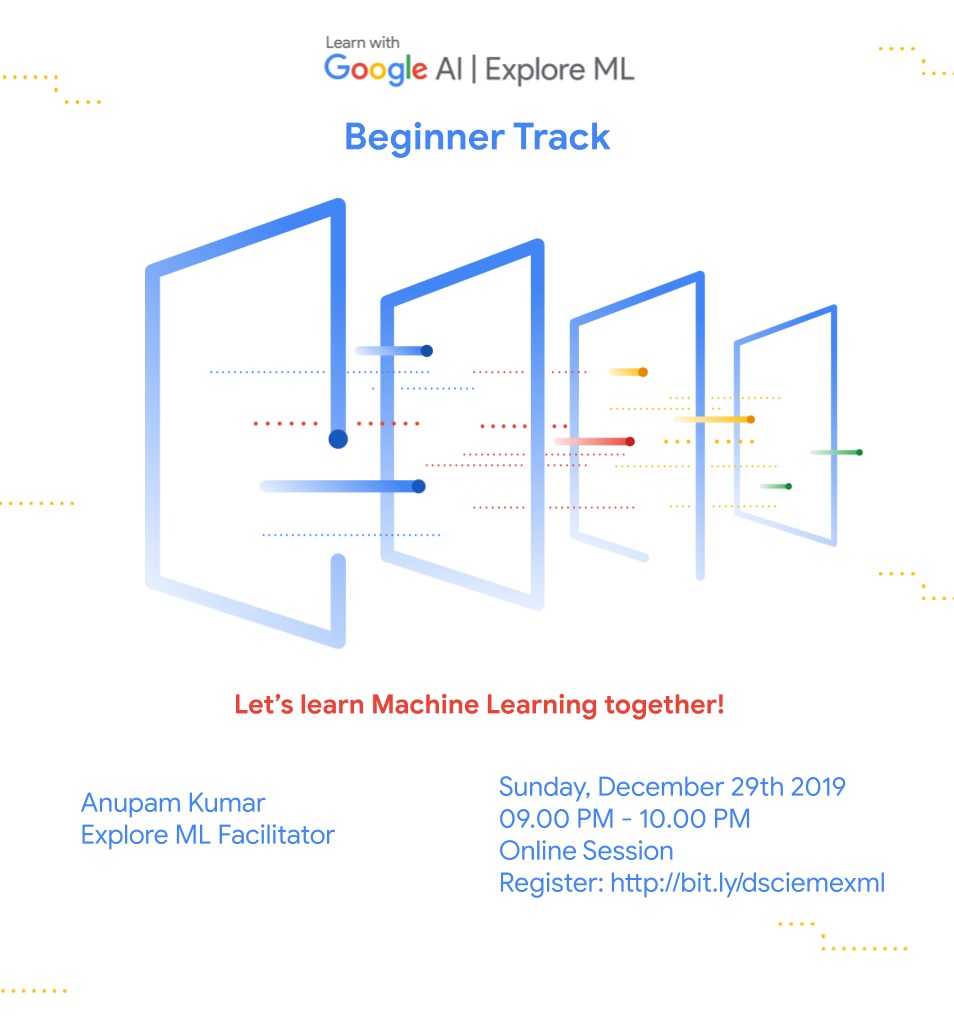 Learn with
Google AI | Explore ML
Beginner Track
Let’s learn Machine Learning together!
Anupam Kumar
Explore ML Facilitator
Sunday, December 29th 2019
09.00 PM - 10.00 PM
Online Session
Register: http://bit.ly/dsciemexml